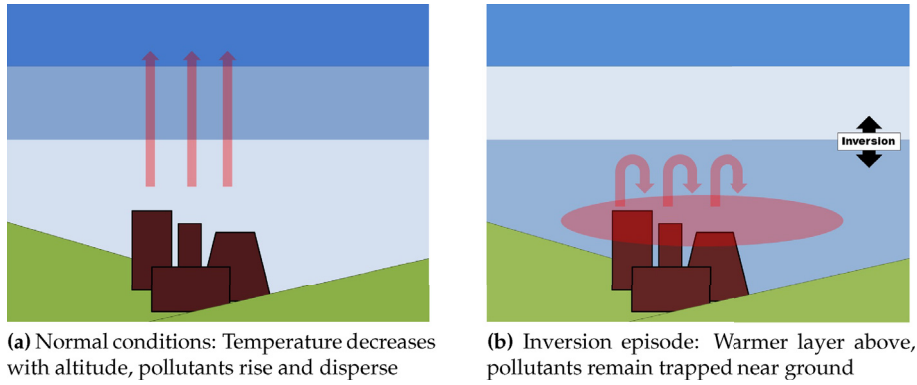 Inversion
(a) Normal conditions: Temperature decreases
with altitude, pollutants rise and disperse
(b) Inversion episode: Warmer layer above,
pollutants remain trapped near ground